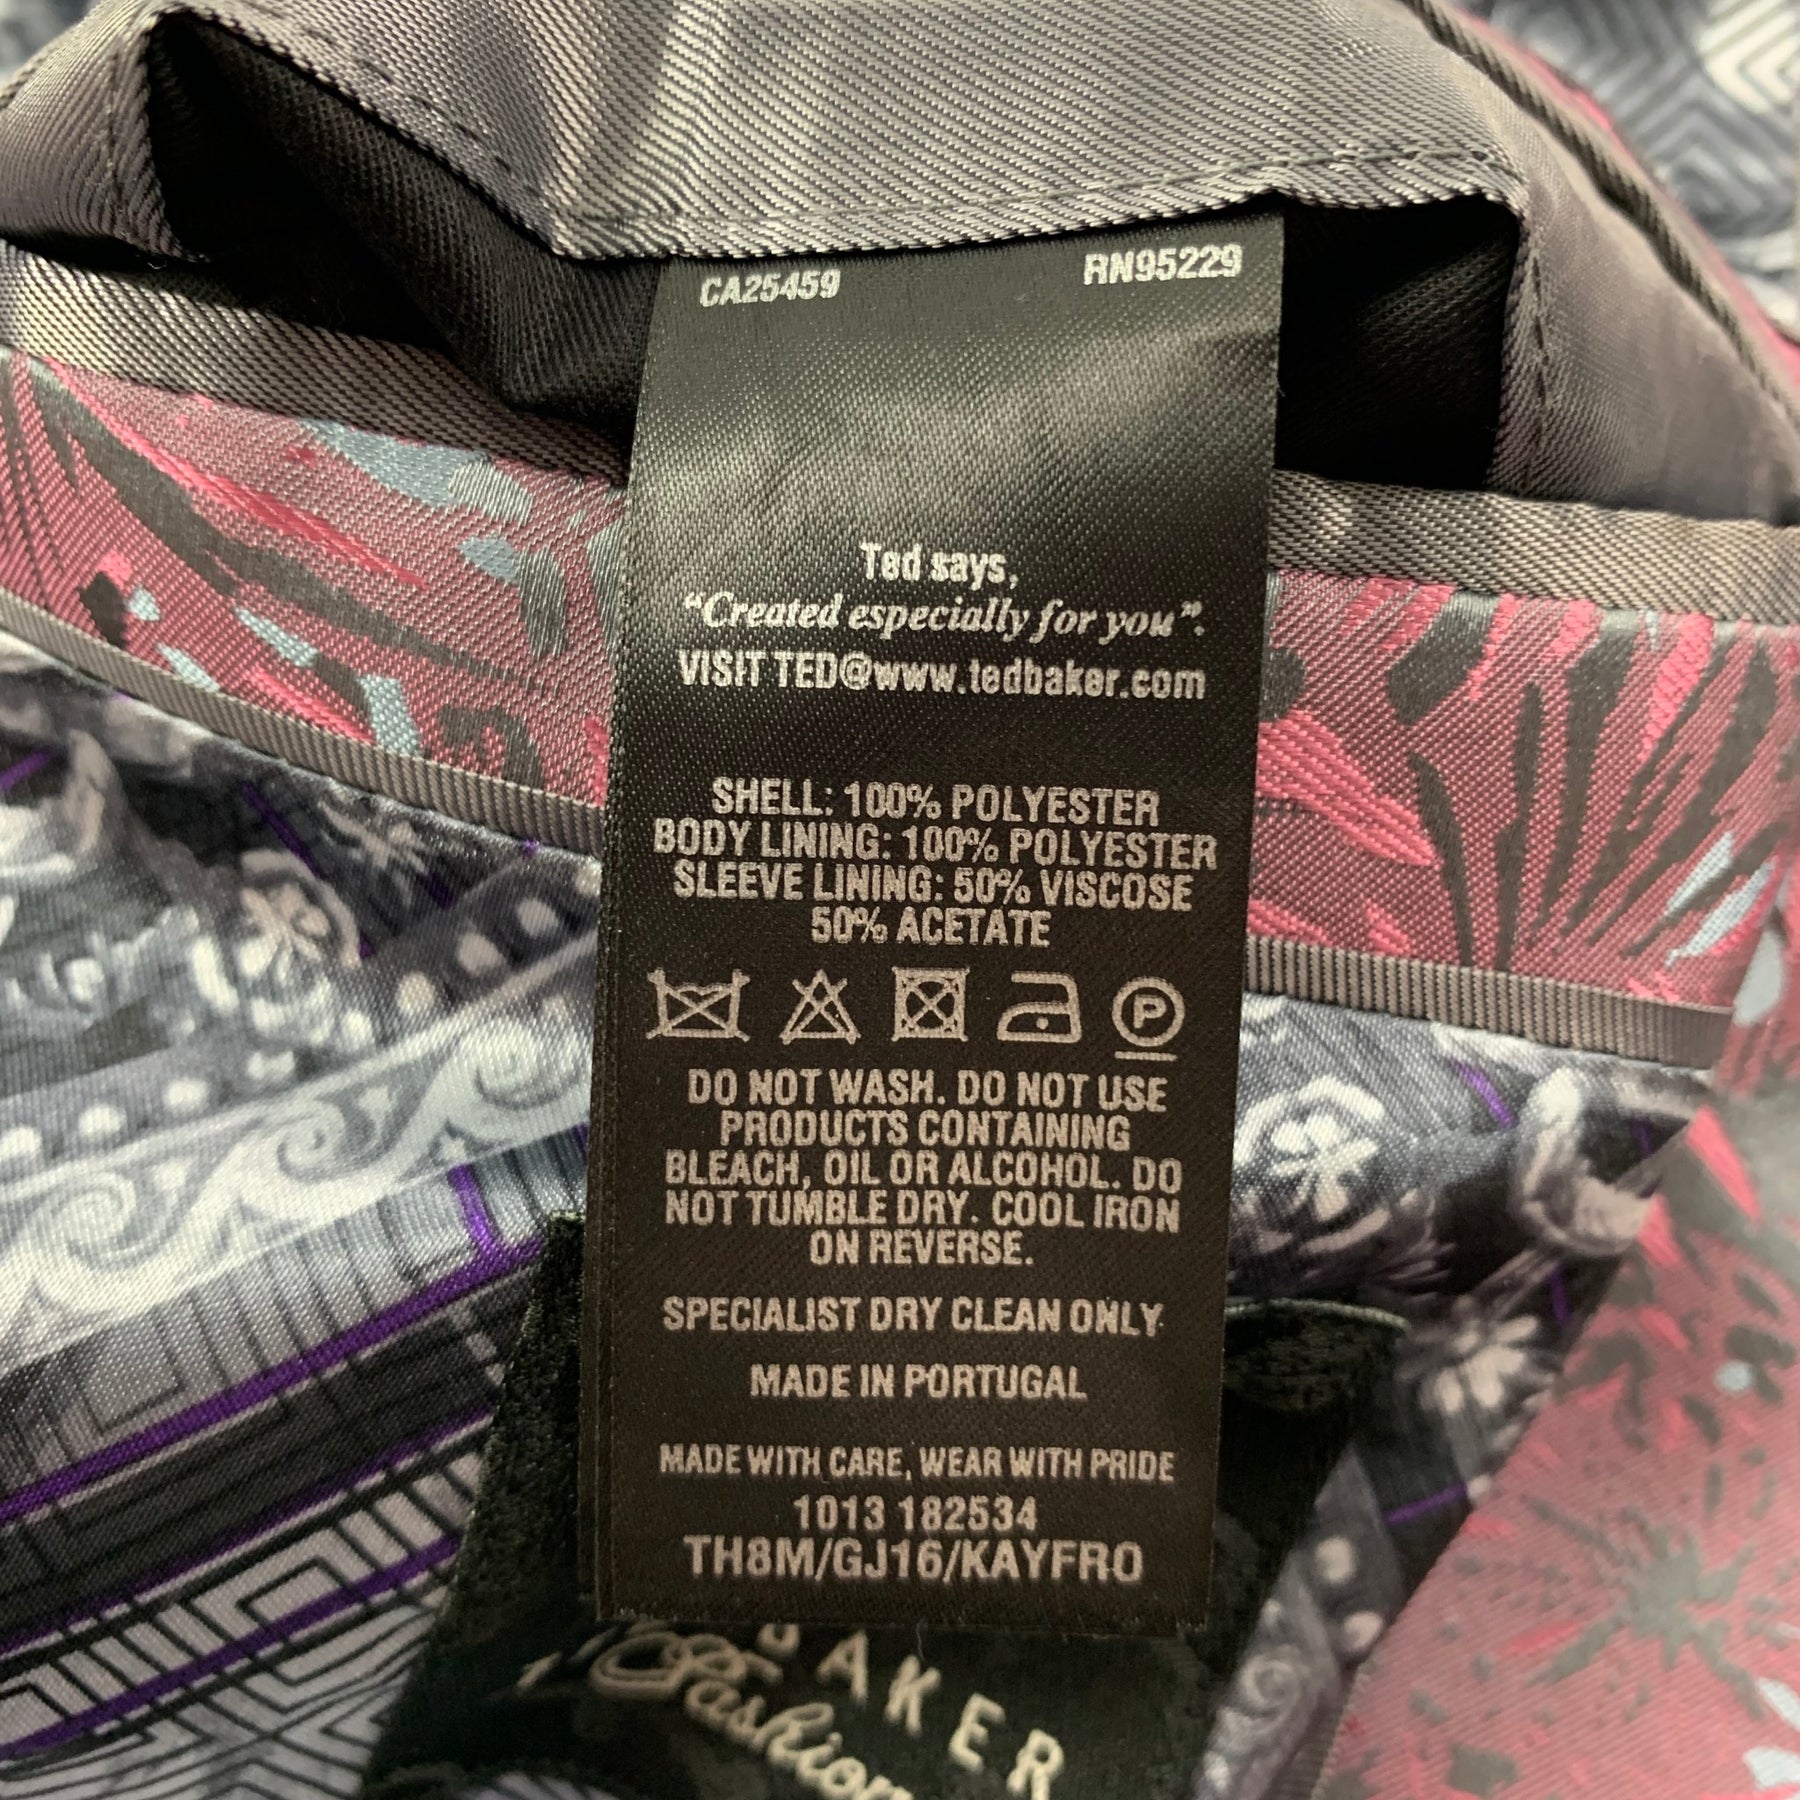 CA25459 RN95229
Ted says,
“Created especially for you”.
VISIT TED@www.tedbaker.com
SHELL: 100% POLYESTER
BODY LINING: 100% POLYESTER
SLEEVE LINING: 50% VISCOSE
50% ACETATE
P
DO NOT WASH. DO NOT USE
PRODUCTS CONTAINING
BLEACH, OIL OR ALCOHOL. DO
NOT TUMBLE DRY. COOL IRON
ON REVERSE.
SPECIALIST DRY CLEAN ONLY
MADE IN PORTUGAL
MADE WITH CARE, WEAR WITH PRIDE
1013 182534
TH8M/GJ16/KAYFRO
BAKER
Fashion